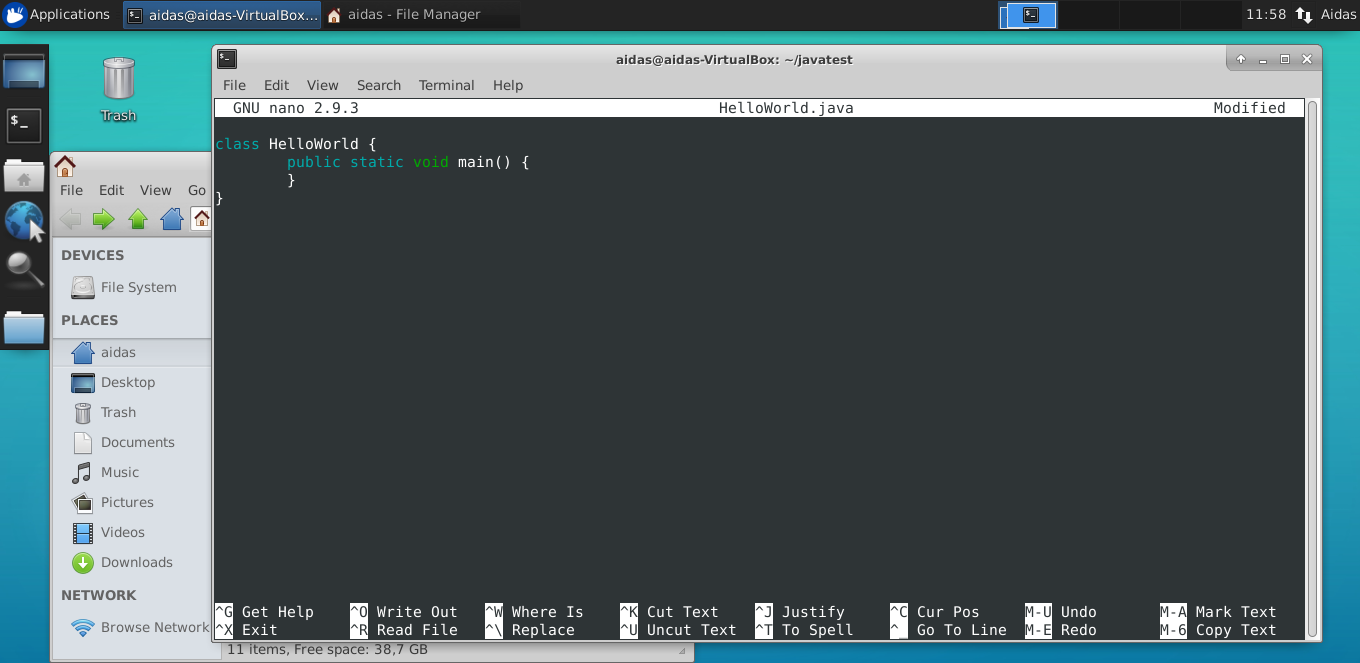 Applications aidas@aidas-VirtualBox... aidas - File Manager 11:58 Aidas
Trash
aidas@aidas-VirtualBox: ~/javatest
File Edit View Search Terminal Help
GNU nano 2.9.3 HelloWorld.java Modified
class HelloWorld {
public static void main() {
}
}
^G Get Help ^O Write Out ^W Where Is ^K Cut Text ^J Justify ^C Cur Pos M-U Undo M-A Mark Text
^X Exit ^R Read File ^\ Replace ^U Uncut Text ^T To Spell ^_ Go To Line M-E Redo M-6 Copy Text
File Edit View Go
DEVICES
File System
PLACES
aidas
Desktop
Trash
Documents
Music
Pictures
Videos
Downloads
NETWORK
Browse Network
11 items, Free space: 38,7 GB